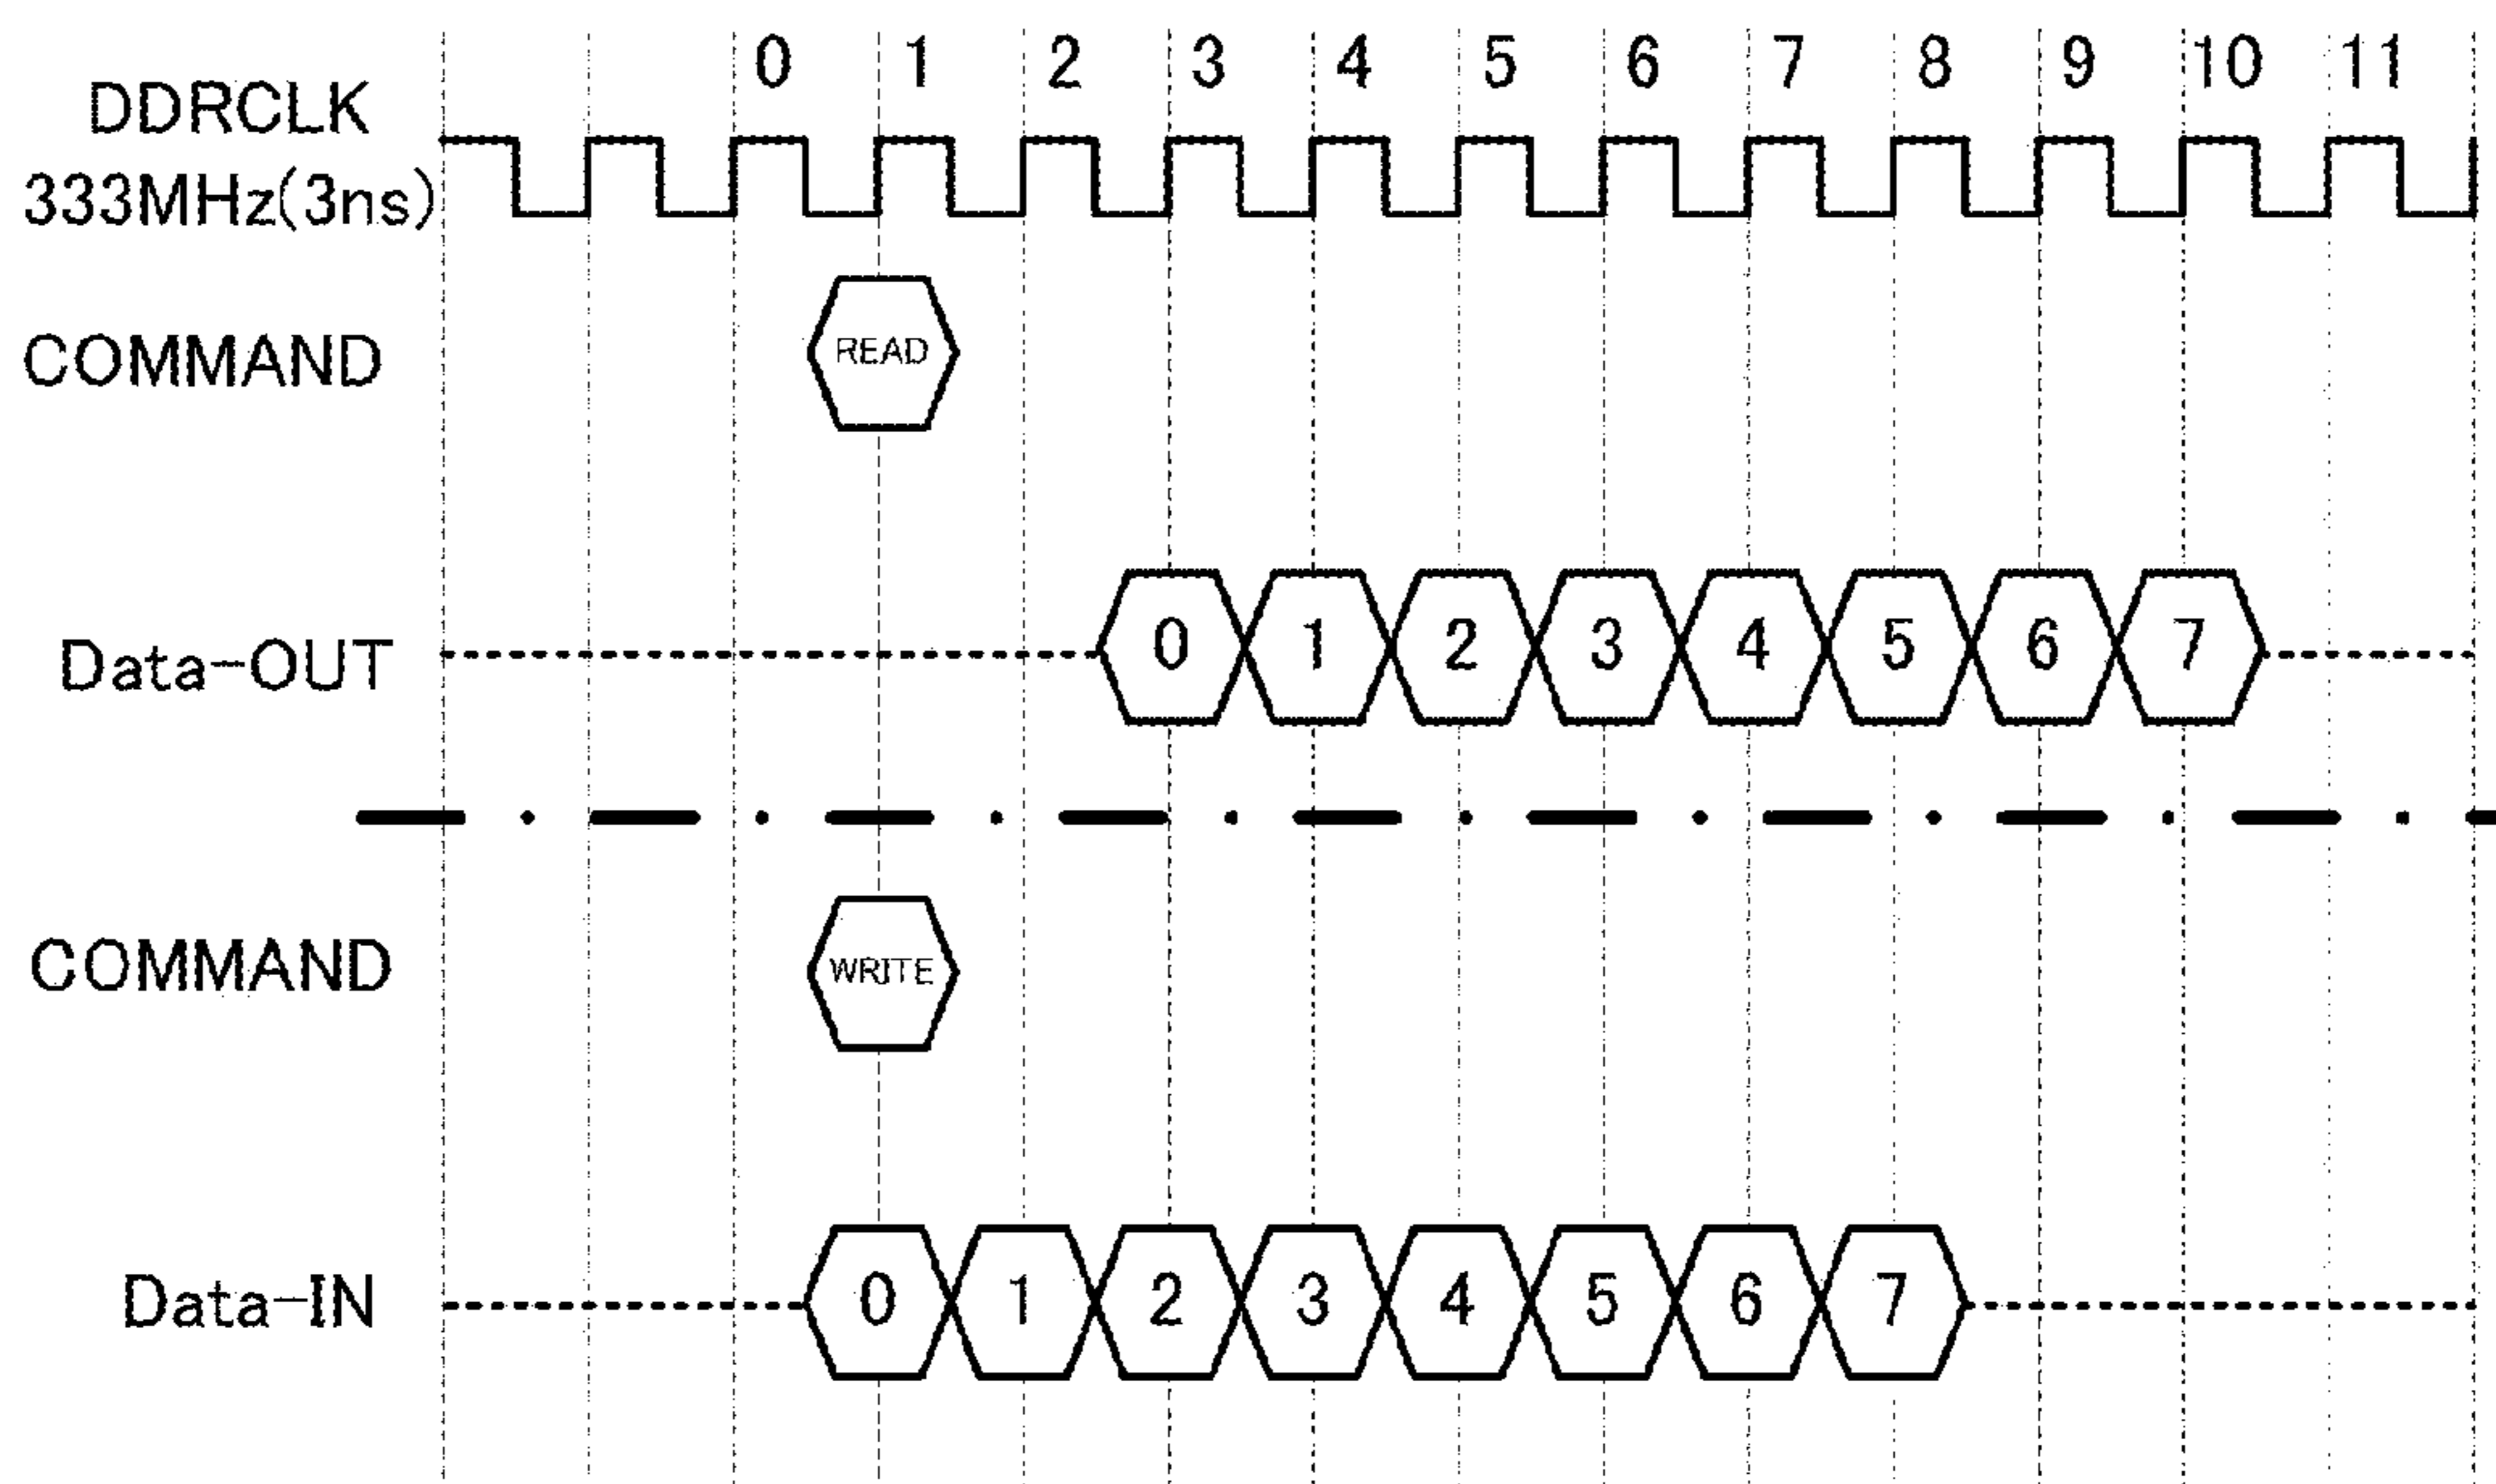 0 1 2 3 4 5 6 7 8 9 10 11
DDRCLK
333MHz(3ns)
COMMAND
READ
Data-OUT
0 1 2 3 4 5 6 7
COMMAND
WRITE
Data-IN
0 1 2 3 4 5 6 7